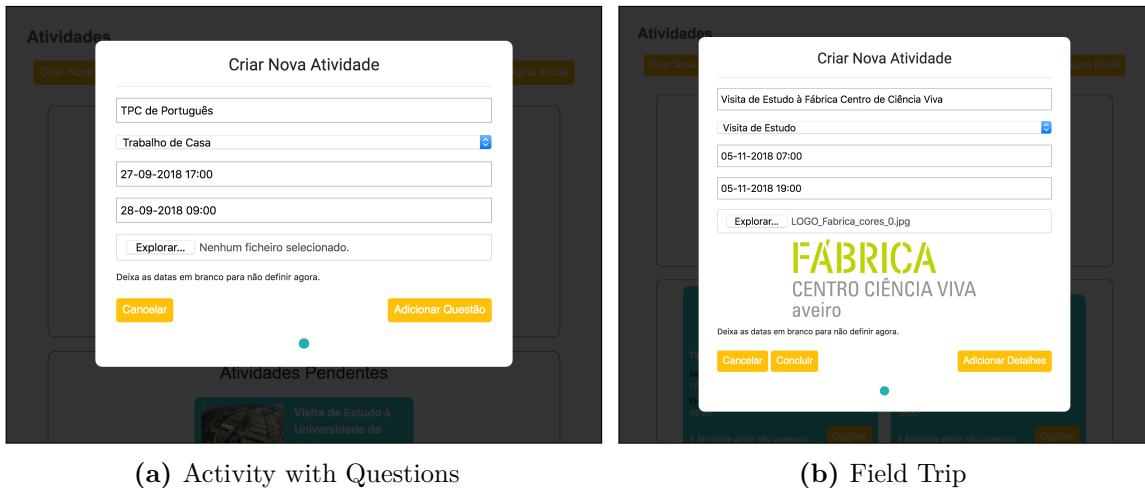 Atividades
Criar Nova
gina Inicial
Criar Nova Atividade
TPC de Português
Trabalho de Casa
27-09-2018 17:00
28-09-2018 09:00
Explorar... Nenhum ficheiro selecionado.
Deixa as datas em branco para não definir agora.
Cancelar
Adicionar Questão
Atividades Pendentes
Visita de Estudo à
Universidade de
(a) Activity with Questions
Atividades
Criar Nova
gina Inicial
Criar Nova Atividade
Visita de Estudo à Fábrica Centro de Ciência Viva
Visita de Estudo
05-11-2018 07:00
05-11-2018 19:00
Explorar... LOGO_Fabrica_cores_0.jpg
FÁBRICA
CENTRO CIÊNCIA VIVA
aveiro
Deixa as datas em branco para não definir agora.
Cancelar
Concluir
Adicionar Detalhes
A Atividade ainda não começou.
Opções
A Atividade ainda não começou.
Opções
(b) Field Trip